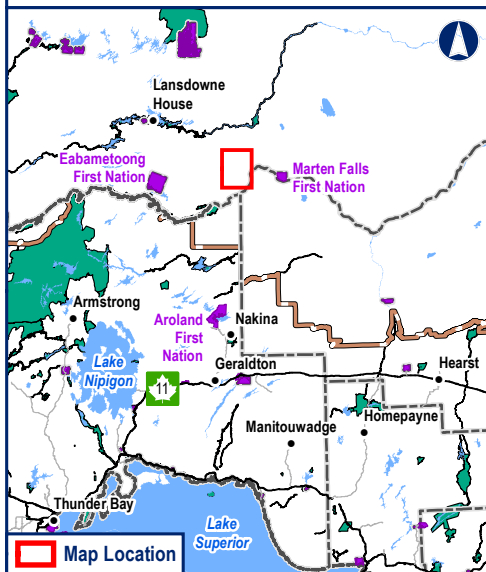 Lansdowne
House
Eabametoong
First Nation
Marten Falls
First Nation
Armstrong
Aroland
First
Nation
Nakina
Lake
Nipigon
11
Geraldton
Hearst
Manitouwadge
Homepayne
Thunder Bay
Lake
Superior
Map Location